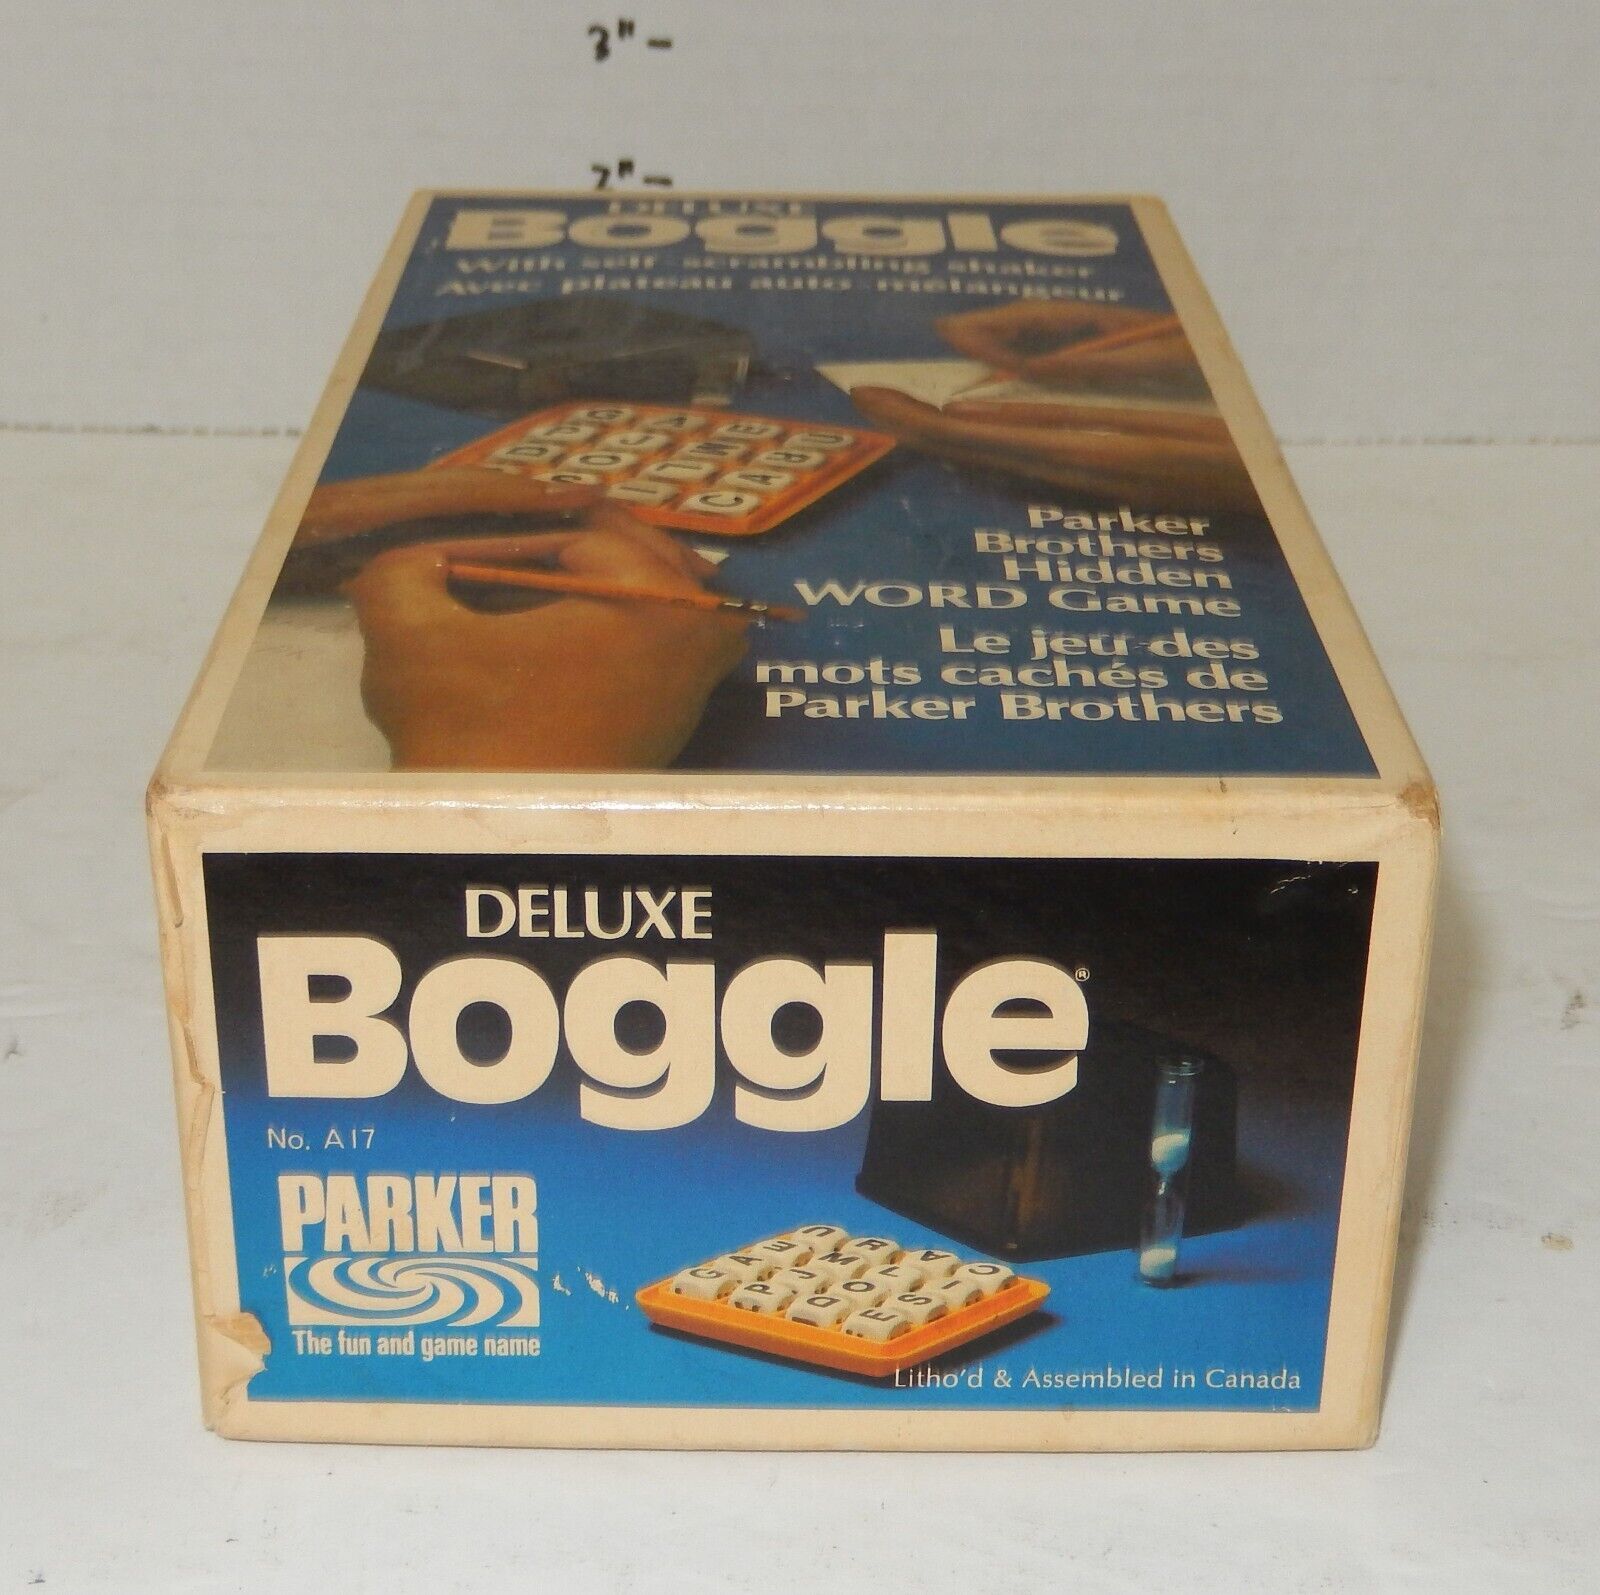 3"-
2"-
DELUXE
Boggle
With self-scrambling shaker
Avec plateau auto-mélangeur
Parker
Brothers
Hidden
WORD Game
Le jeu des
mots cachés de
Parker Brothers
DELUXE
Boggle®
No. A17
PARKER
The fun and game name
Litho'd & Assembled in Canada